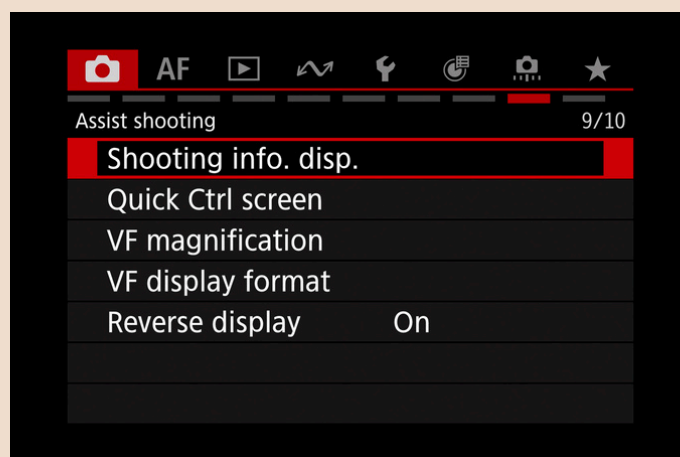 AF
Assist shooting 9/10
Shooting info. disp.
Quick Ctrl screen
VF magnification
VF display format
Reverse display On